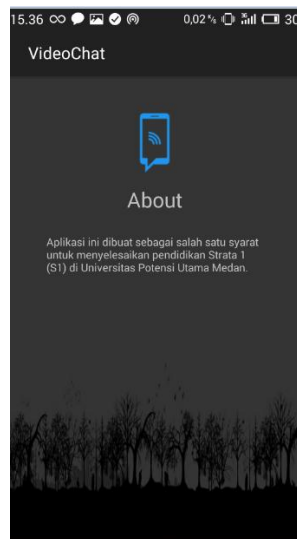 15.36 0,02% 30
VideoChat
About
Aplikasi ini dibuat sebagai salah satu syarat
untuk menyelesaikan pendidikan Strata 1
(S1) di Universitas Potensi Utama Medan.